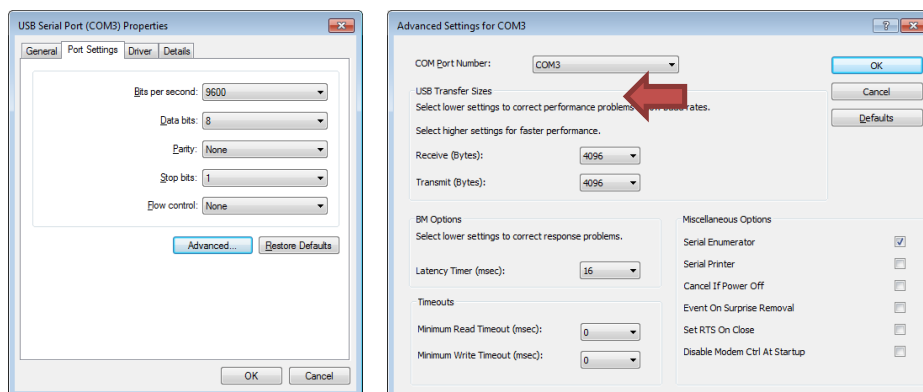 USB Serial Port (COM3) Properties
General Port Settings Driver Details
Bits per second: 9600
Data bits: 8
Parity: None
Stop bits: 1
Flow control: None
Advanced... Restore Defaults
OK Cancel
Advanced Settings for COM3
COM Port Number: COM3
OK
Cancel
Defaults
USB Transfer Sizes
Select lower settings to correct performance problems rates.
Select higher settings for faster performance.
Receive (Bytes): 4096
Transmit (Bytes): 4096
BM Options
Select lower settings to correct response problems.
Latency Timer (msec): 16
Timeouts
Minimum Read Timeout (msec): 0
Minimum Write Timeout (msec): 0
Miscellaneous Options
Serial Enumerator
Serial Printer
Cancel If Power Off
Event On Surprise Removal
Set RTS On Close
Disable Modem Ctrl At Startup